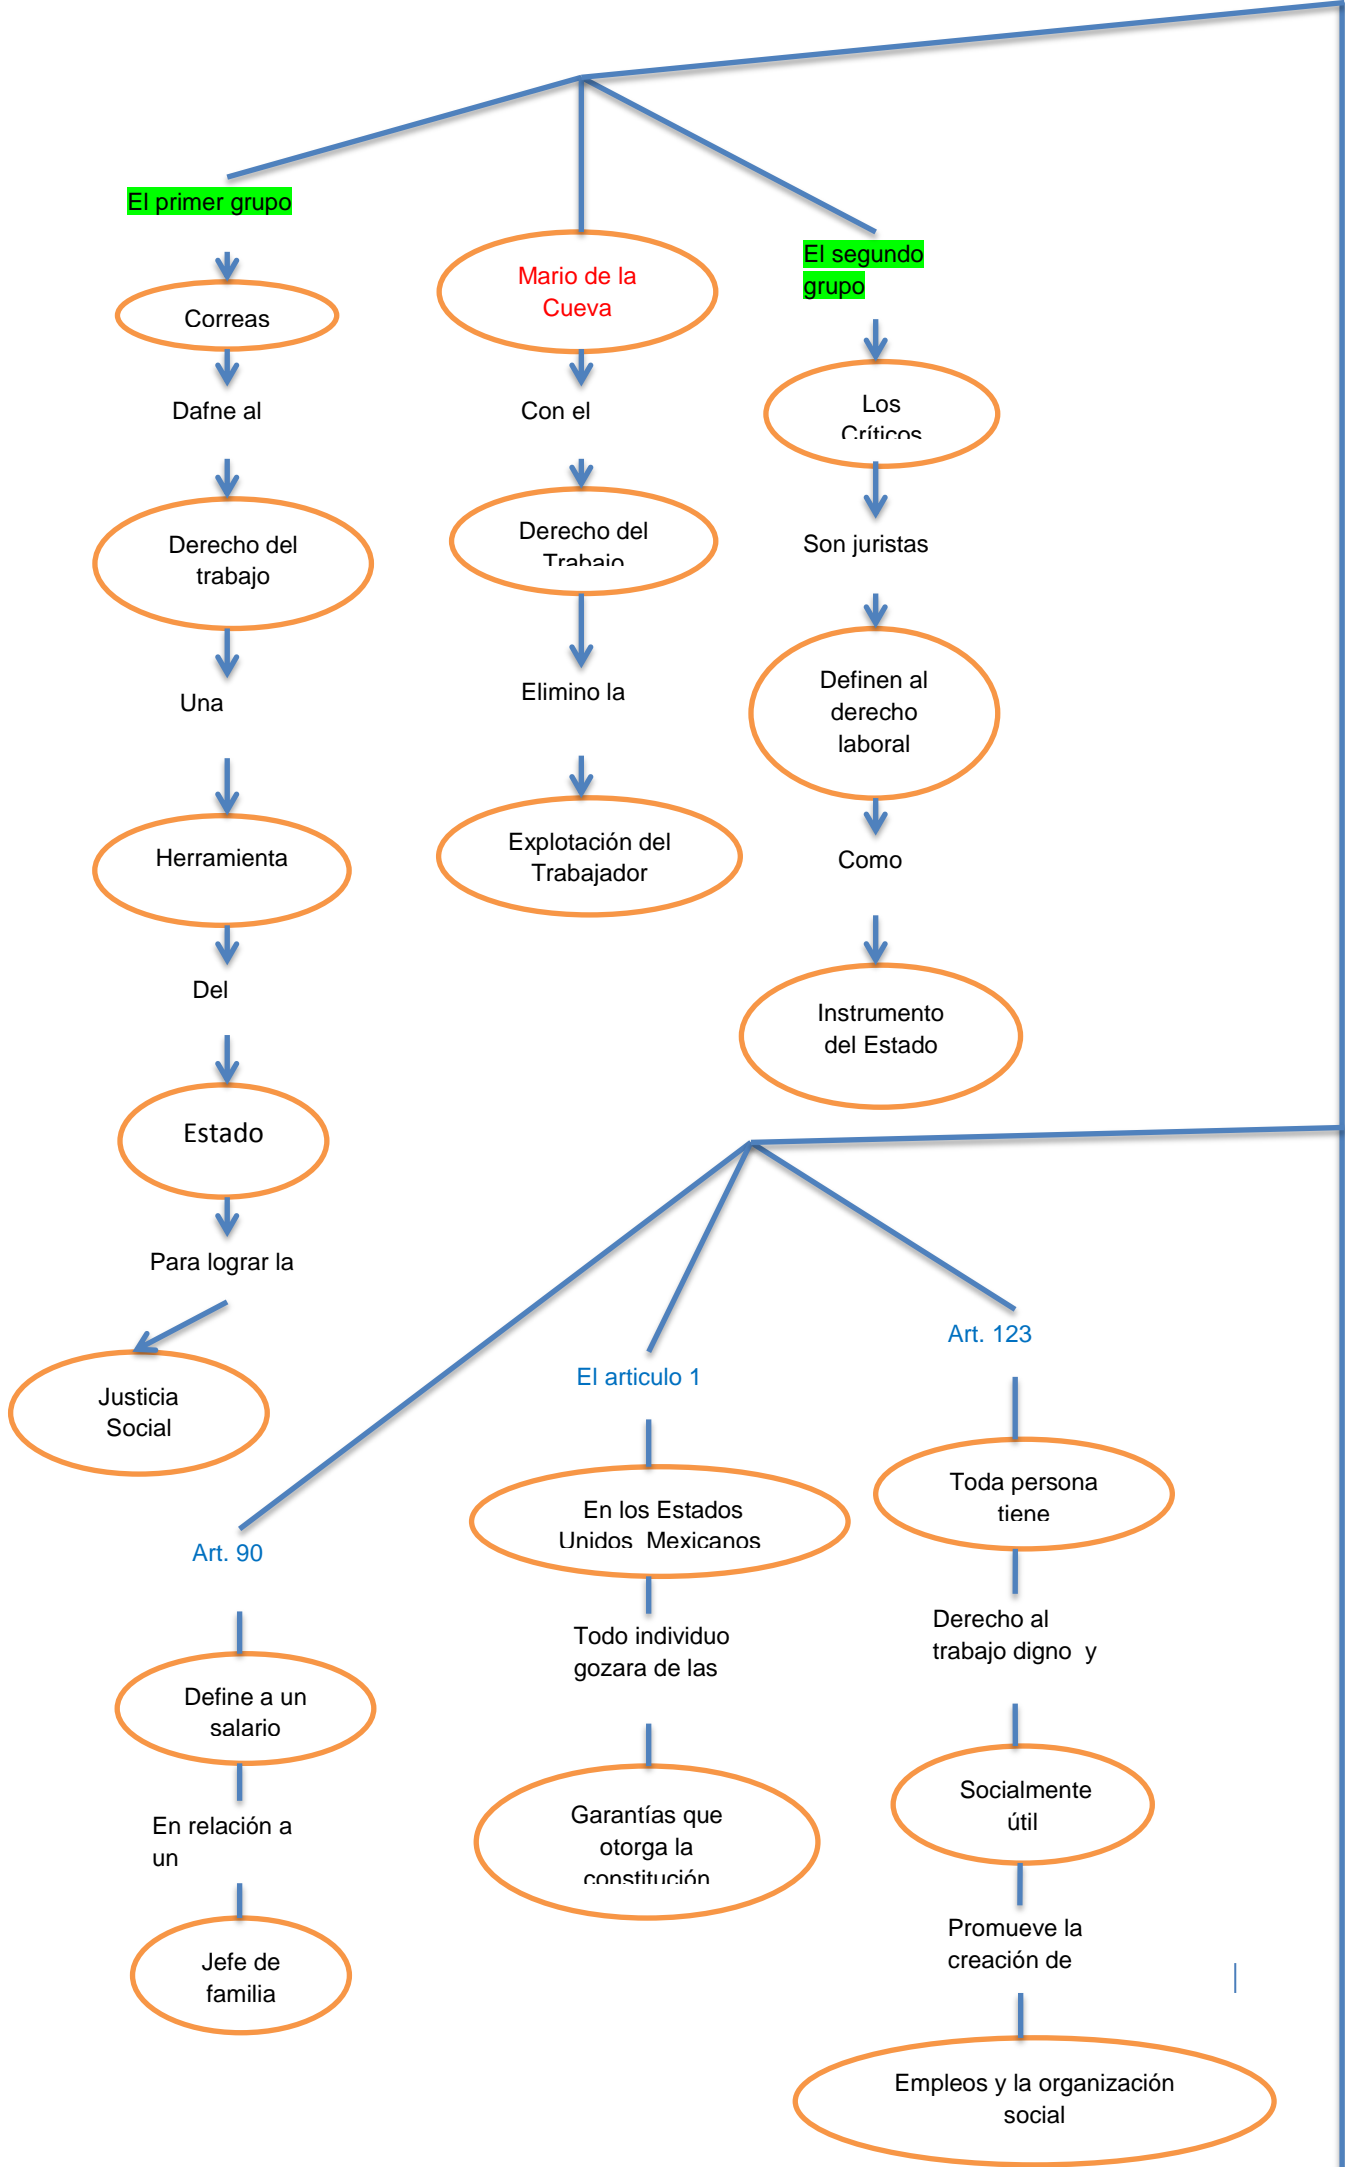 El primer grupo
Correas
Dafne al
Derecho del
trabajo
Una
Herramienta
Del
Estado
Para lograr la
Justicia
Social
Mario de la
Cueva
Con el
Derecho del
Trabajo
Elimino la
Explotación del
Trabajador
El segundo
grupo
Los
Críticos
Son juristas
Definen al
derecho
laboral
Como
Instrumento
del Estado
Art. 90
Define a un
salario
En relación a
un
Jefe de
familia
El articulo 1
En los Estados
Unidos Mexicanos
Todo individuo
gozara de las
Garantías que
otorga la
constitución
Art. 123
Toda persona
tiene
Derecho al
trabajo digno y
Socialmente
útil
Promueve la
creación de
Empleos y la organización
social